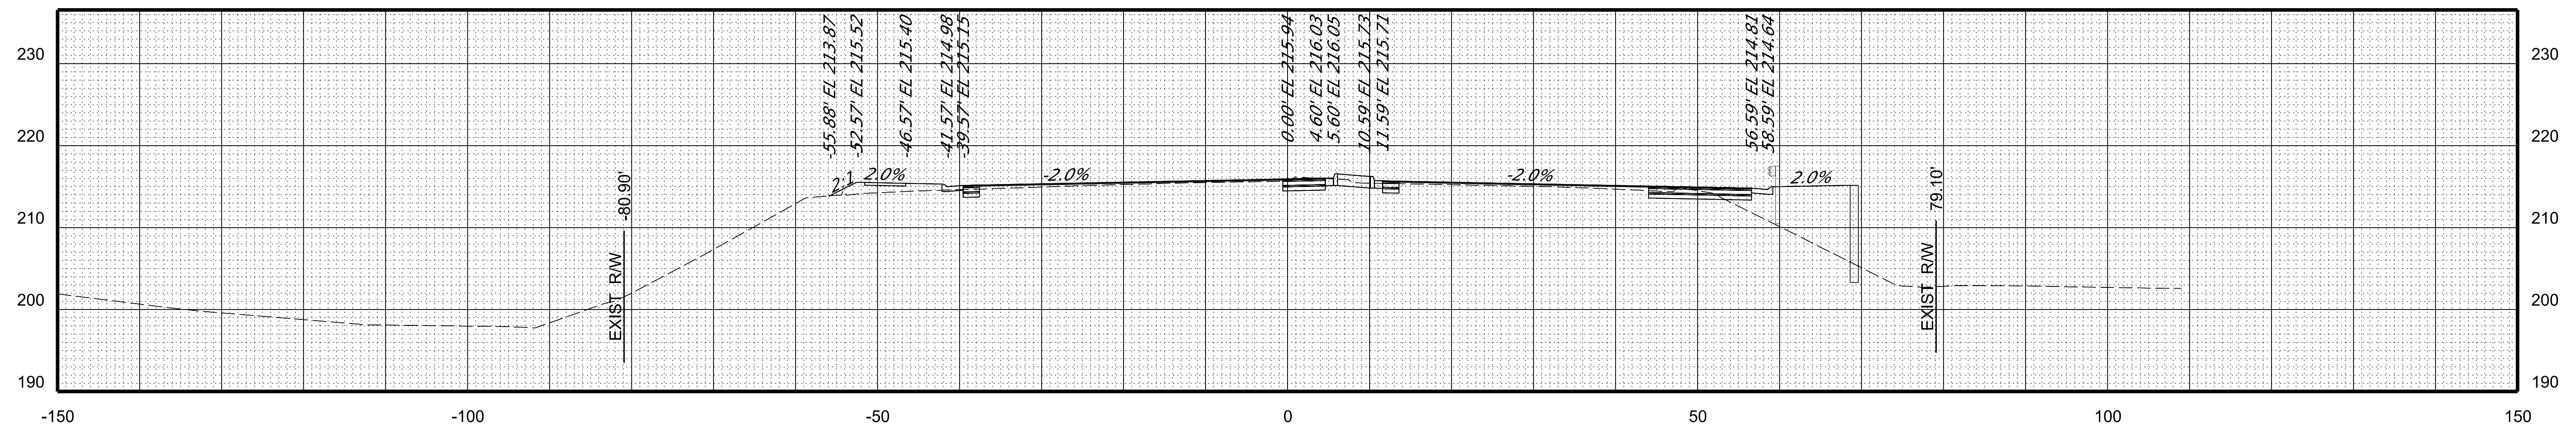 -55.88' EL 213.87
-52.57' EL 215.52
-46.57' EL 215.40
-41.57' EL 214.98
-39.57' EL 215.15
0.00' EL 215.94
4.60' EL 216.03
5.60' EL 216.05
10.59' EL 215.73
11.59' EL 215.71
56.59' EL 214.81
58.59' EL 214.64
230
230
220
220
2:1
2.0%
-2.0%
-2.0%
2.0%
-80.90'
79.10'
210
210
EXIST R/W
EXIST R/W
200
200
190
190
-150
-100
-50
0
50
100
150